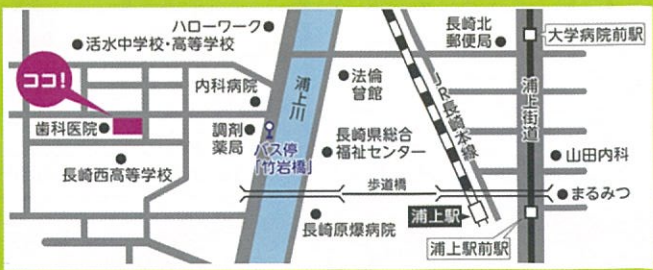 ハローワーク
活水中学校・高等学校
長崎北
郵便局
大学病院前駅
ココ!
内科病院
浦上川
法倫
會館
JR長崎本線
浦上街道
歯科医院
調剤
薬局
バス停
「竹岩橋」
長崎県総合
福祉センター
山田内科
長崎西高等学校
歩道橋
まるみつ
浦上駅
長崎原爆病院
浦上駅前駅